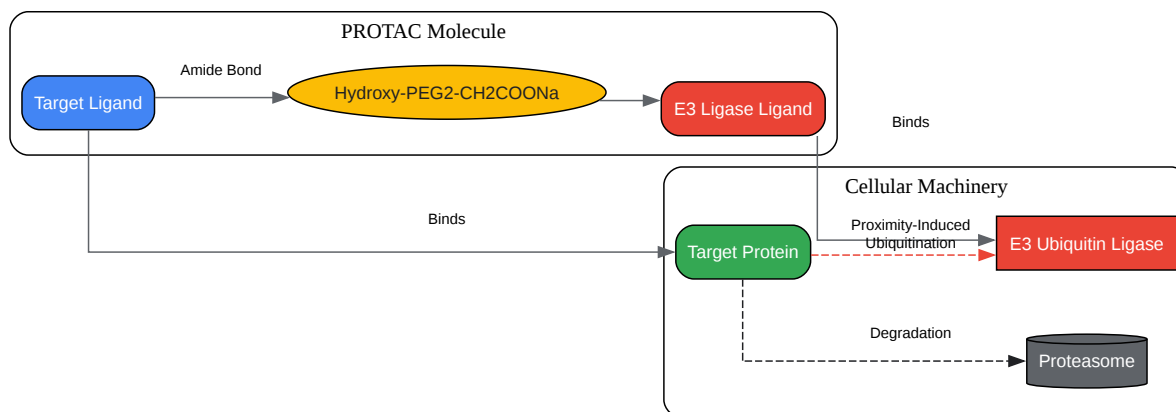 PROTAC Molecule
Amide Bond
Target Ligand
Hydroxy-PEG2-CH2COONa
E3 Ligase Ligand
Binds
Cellular Machinery
Binds
Proximity-Induced
Ubiquitination
Target Protein
E3 Ubiquitin Ligase
Degradation
Proteasome